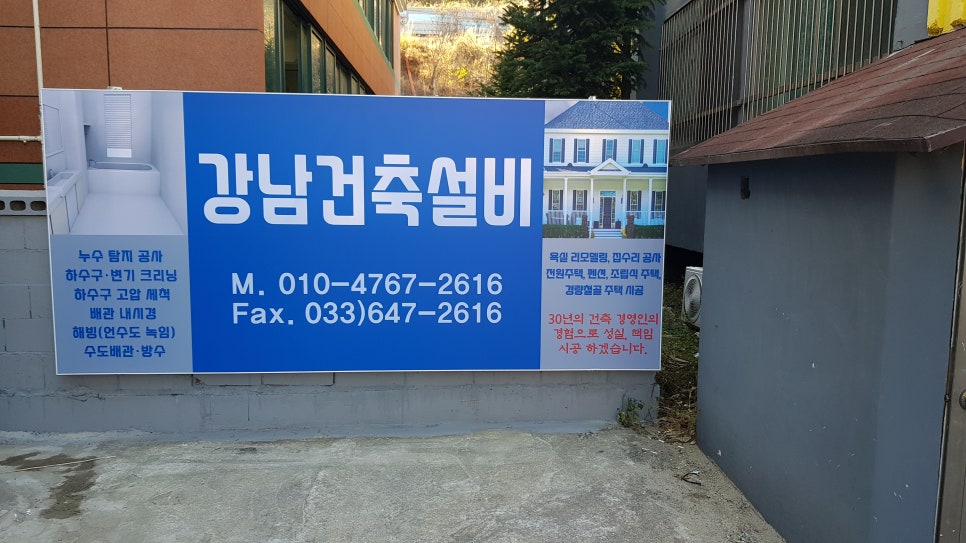 강남건축설비
M. 010-4767-2616
Fax. 033)647-2616
누수 탐지 공사
하수구·변기 크리닝
하수구 고압 세척
배관 내시경
해빙(언수도 녹임)
수도배관·방수
욕실 리모델링, 집수리 공사
전원주택, 펜션, 조립식 주택,
경량철골 주택 시공
30년의 건축 경영인의
경험으로 성실, 책임
시공 하겠습니다.